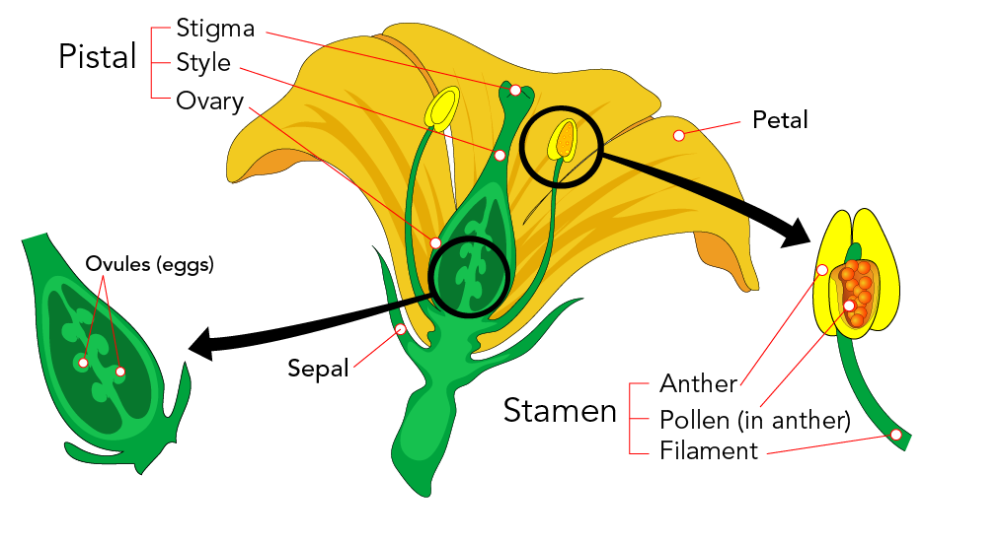 Pistal
Stigma
Style
Ovary
Petal
Ovules (eggs)
Sepal
Stamen
Anther
Pollen (in anther)
Filament